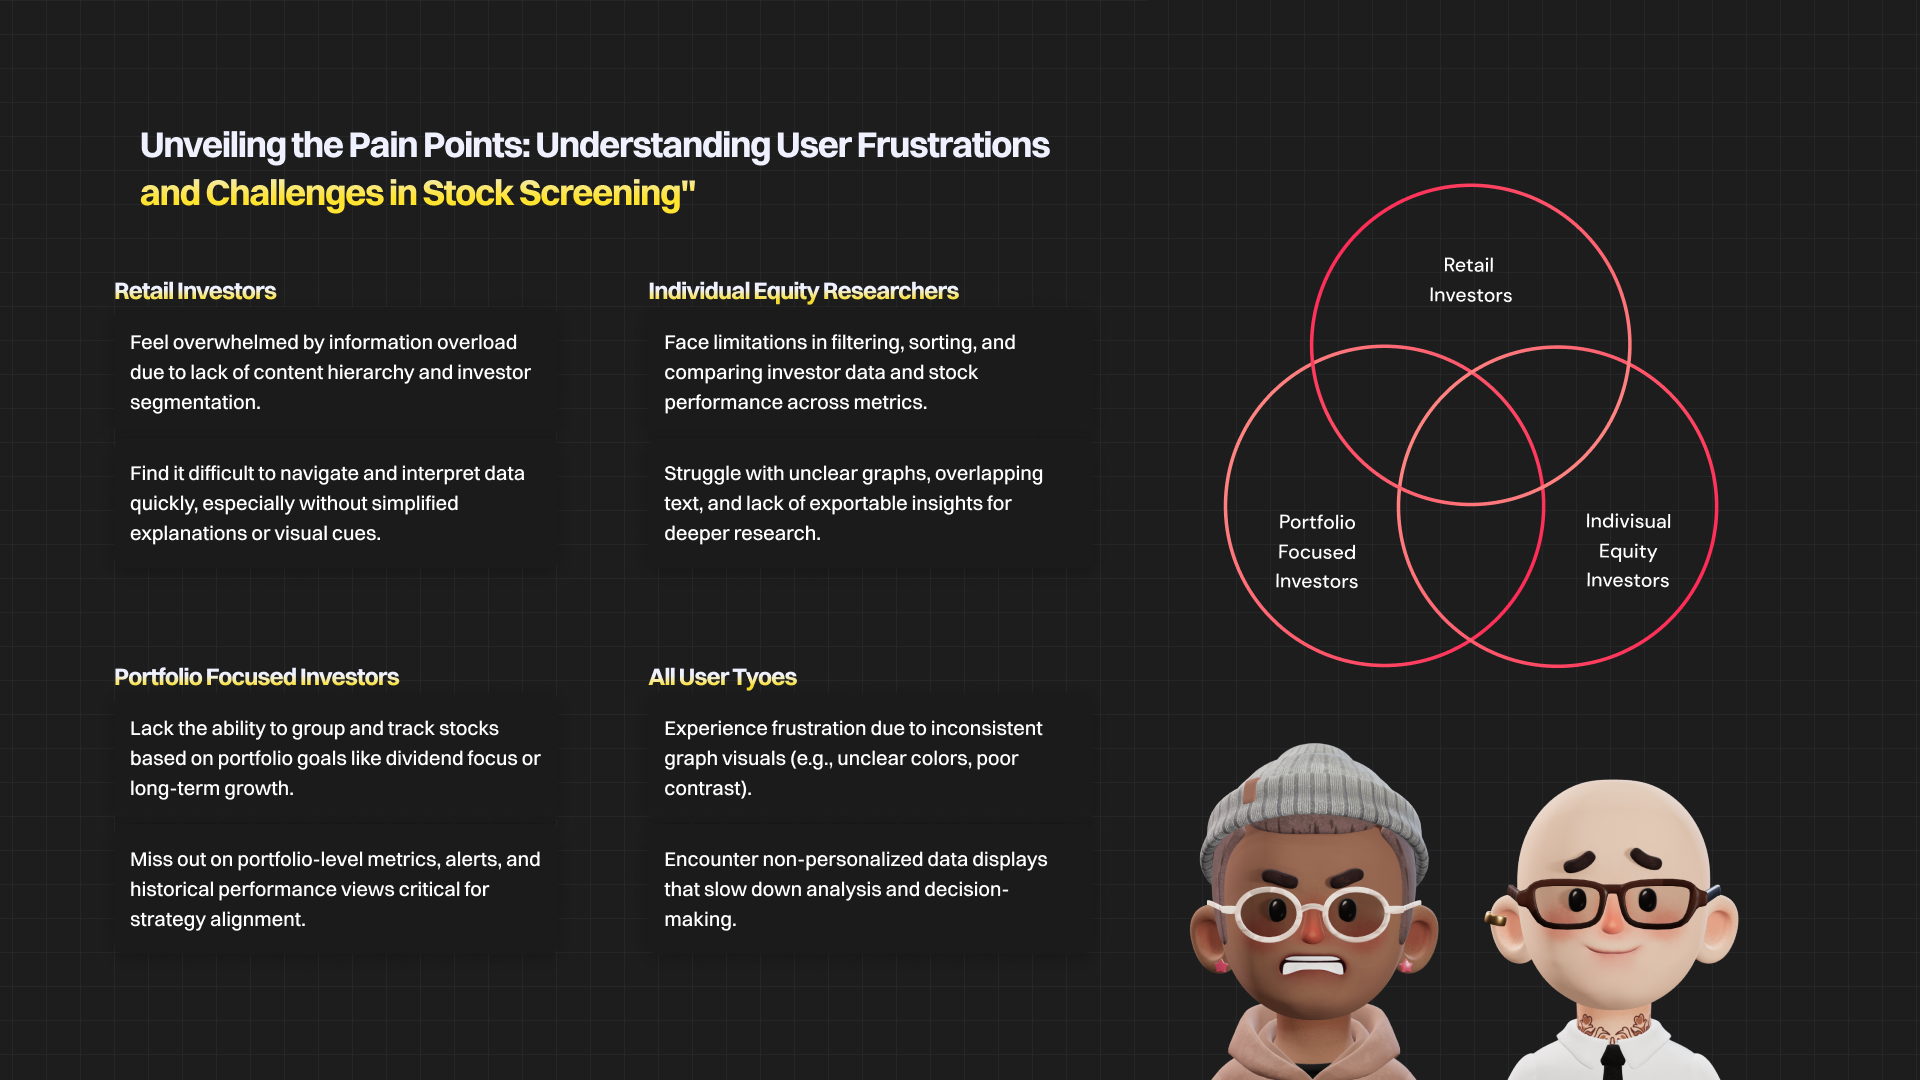 Unveiling the Pain Points: Understanding User Frustrations
and Challenges in Stock Screening"
Retail Investors
Feel overwhelmed by information overload
due to lack of content hierarchy and investor
segmentation.
Find it difficult to navigate and interpret data
quickly, especially without simplified
explanations or visual cues.
Individual Equity Researchers
Face limitations in filtering, sorting, and
comparing investor data and stock
performance across metrics.
Struggle with unclear graphs, overlapping
text, and lack of exportable insights for
deeper research.
Portfolio Focused Investors
Lack the ability to group and track stocks
based on portfolio goals like dividend focus or
long-term growth.
Miss out on portfolio-level metrics, alerts, and
historical performance views critical for
strategy alignment.
All User Tyoes
Experience frustration due to inconsistent
graph visuals (e.g., unclear colors, poor
contrast).
Encounter non-personalized data displays
that slow down analysis and decision-
making.
Retail
Investors
Portfolio
Focused
Investors
Indivisual
Equity
Investors